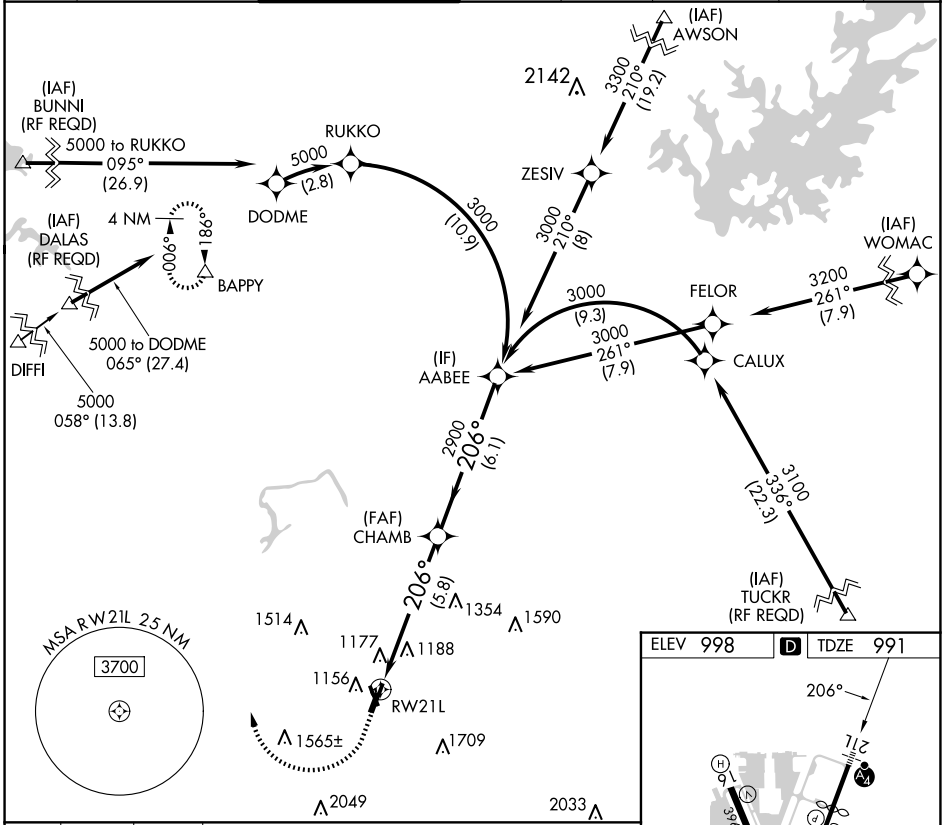 (IAF)
AWSON
3300
210°
(19.2)
2142
(IAF)
BUNNI
(RF REQD)
5000 to RUKKO
095°
(26.9)
RUKKO
5000
(2.8)
DODME
ZESIV
3000
(10.9)
3000
210°
(8)
(IAF)
DALAS
(RF REQD)
4 NM
006°
186°
BAPPY
(IAF)
WOMAC
3200
261°
(7.9)
FELOR
3000
(9.3)
3000
261°
(7.9)
CALUX
DIFFI
5000 to DODME
065° (27.4)
5000
058° (13.8)
(IF)
AABEE
2900
206°
(6.1)
3100
336°
(22.3)
(FAF)
CHAMB
206°
(5.8)
(IAF)
TUCKR
(RF REQD)
1514
1354
1590
1177
1188
1156
RW21L
1565±
1709
2049
2033
MSA RW21L 25 NM
3700
ELEV 998
D
TDZE 991
206°
21L
A4
H
16
V
P